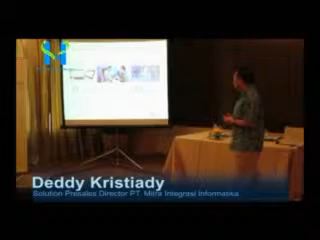 Deddy Kristiady
Solution Presales Director PT. Mitra Integrasi Informatika